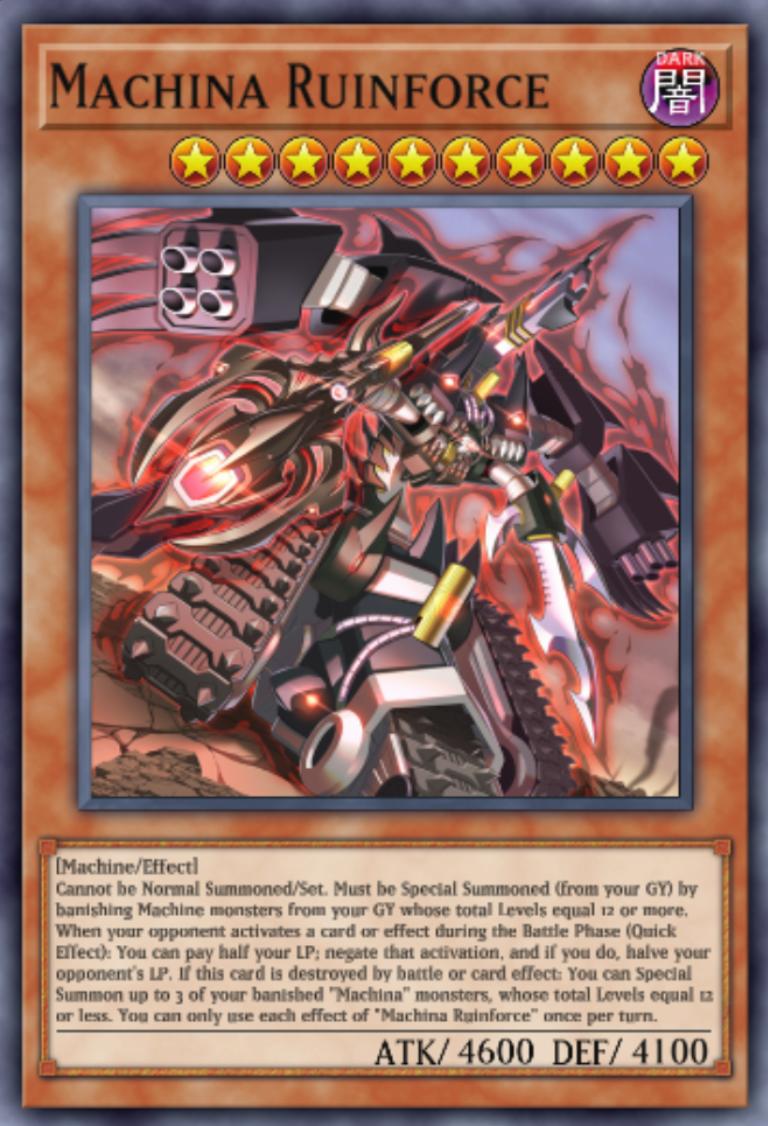 Machina Ruinforce
DARK
闇
[Machine/Effect]
Cannot be Normal Summoned/Set. Must be Special Summoned (from your GY) by
banishing Machine monsters from your GY whose total Levels equal 12 or more.
When your opponent activates a card or effect during the Battle Phase (Quick
Effect): You can pay half your LP; negate that activation, and if you do, halve your
opponent's LP. If this card is destroyed by battle or card effect: You can Special
Summon up to 3 of your banished "Machina" monsters, whose total Levels equal 12
or less. You can only use each effect of "Machina Ruinforce" once per turn.
ATK/ 4600 DEF/ 4100